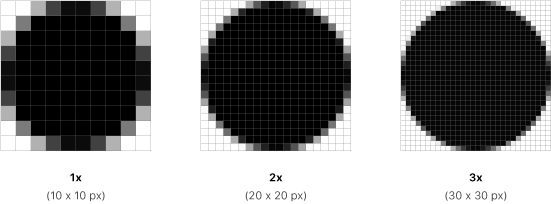 1x
(10 x 10 px)
2x
(20 x 20 px)
3x
(30 x 30 px)